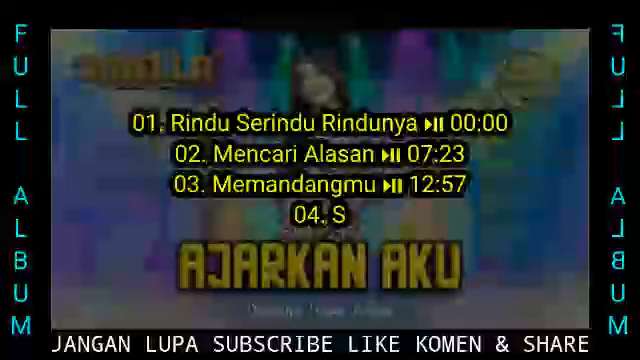 FULL ALBUM
01. Rindu Serindu Rindunya ⏯ 00:00
02. Mencari Alasan ⏯ 07:23
03. Memandangmu ⏯ 12:57
04. S
AJARKAN AKU
FULL ALBUM
JANGAN LUPA SUBSCRIBE LIKE KOMEN & SHARE